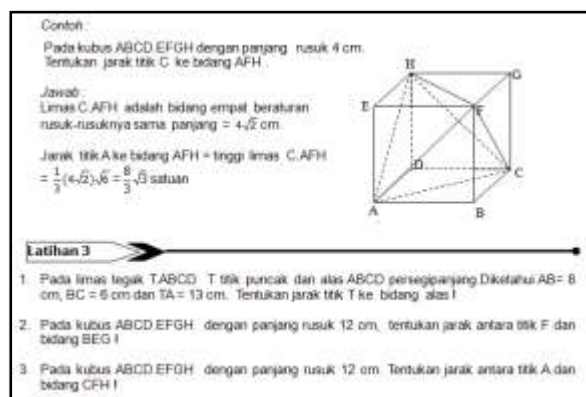 Contoh :
Pada kubus ABCD.EFGH dengan panjang rusuk 4 cm.
Tentukan jarak titik C ke bidang AFH .
Jawab :
Limas C.AFH adalah bidang empat beraturan
rusuk-rusuknya sama panjang = 4√2 cm.
Jarak titik A ke bidang AFH = tinggi limas C.AFH
= 1/3 (4√2)√6 = 8/3 √3 satuan
H
G
E
F
D
C
A
B
Latihan 3
1. Pada limas tegak T.ABCD T titik puncak dan alas ABCD persegipanjang.Diketahui AB= 8
cm, BC = 6 cm dan TA = 13 cm. Tentukan jarak titik T ke bidang alas !
2. Pada kubus ABCD.EFGH dengan panjang rusuk 12 cm, tentukan jarak antara titik F dan
bidang BEG !
3. Pada kubus ABCD.EFGH dengan panjang rusuk 12 cm. Tentukan jarak antara titik A dan
bidang CFH !